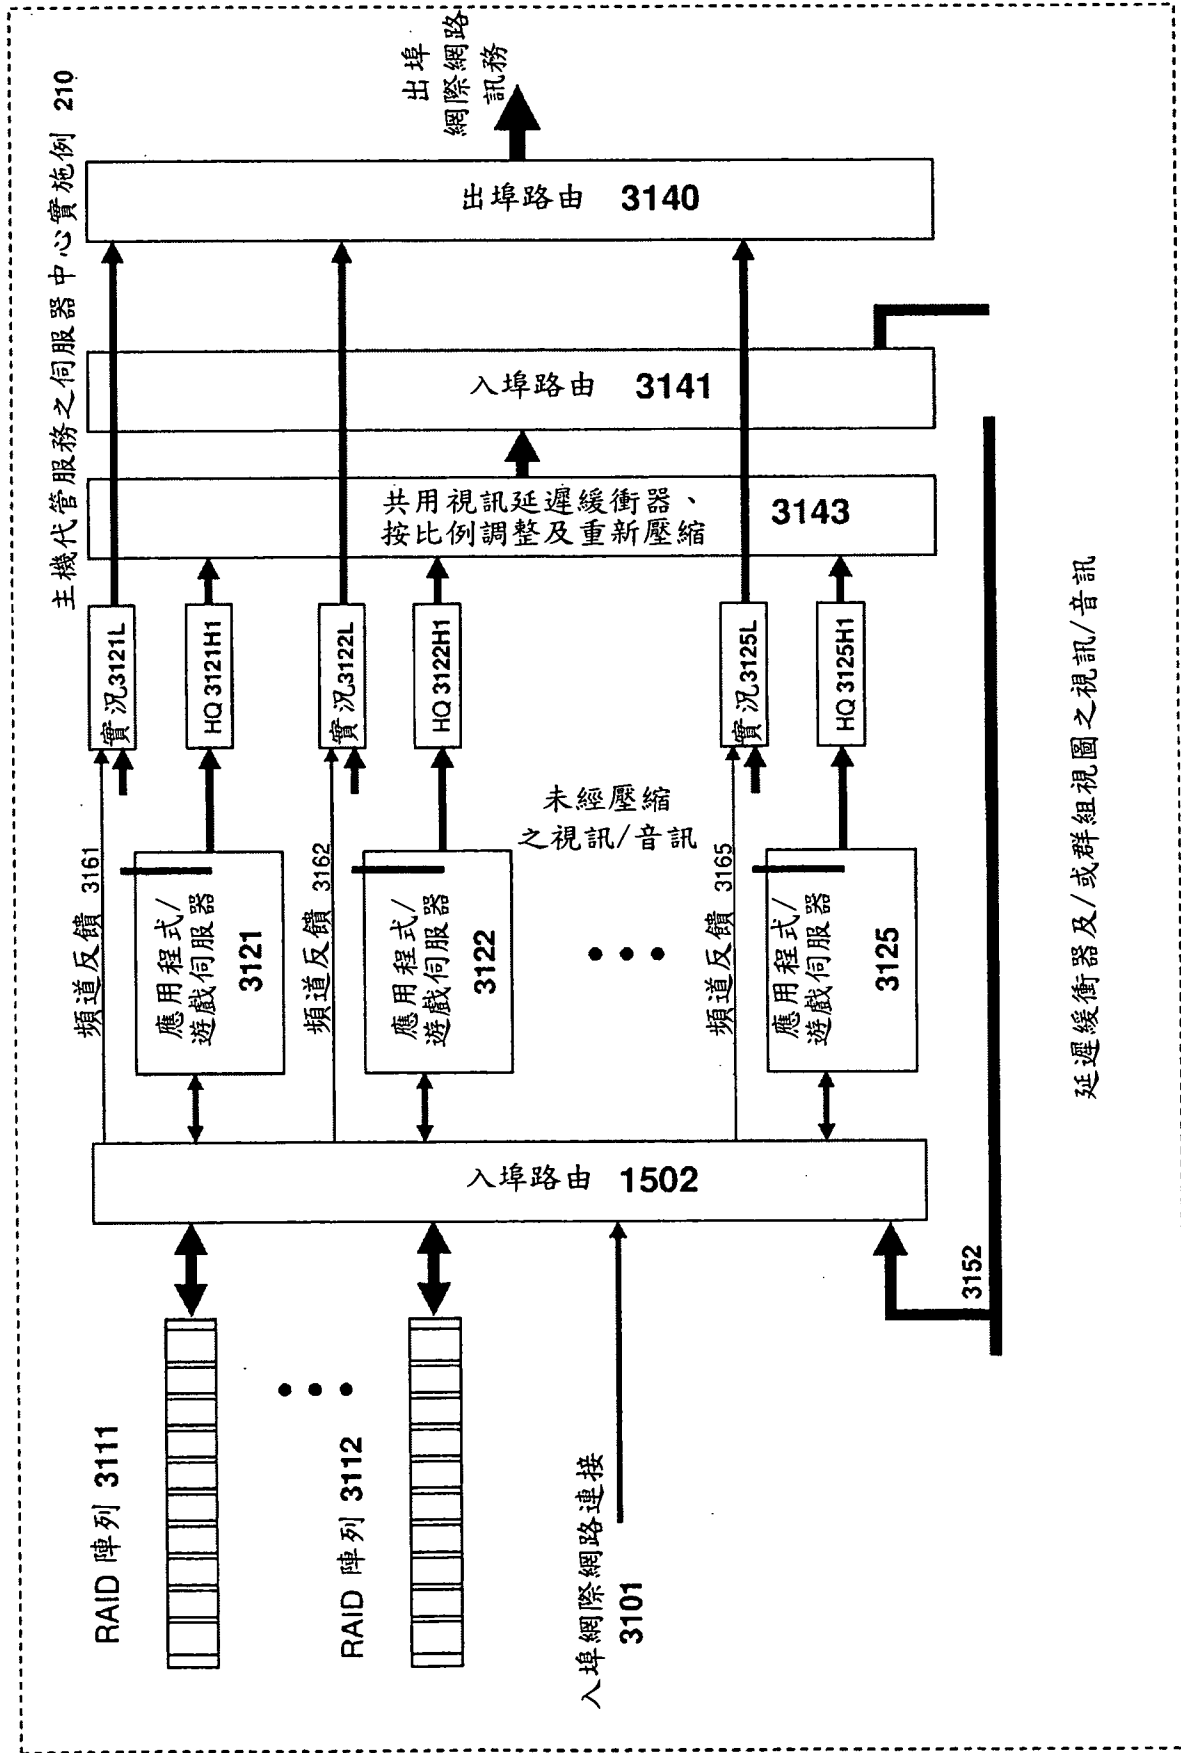 主機代管服務之伺服器中心實施例 210
RAID 陣列 3111
RAID 陣列 3112
入埠網際網路連接
3101
入埠路由 1502
頻道反饋 3161
應用程式/
遊戲伺服器
3121
實況3121L
HQ 3121H1
頻道反饋 3162
應用程式/
遊戲伺服器
3122
實況3122L
HQ 3122H1
未經壓縮
之視訊/音訊
頻道反饋 3165
應用程式/
遊戲伺服器
3125
實況3125L
HQ 3125H1
共用視訊延遲緩衝器、
按比例調整及重新壓縮
3143
入埠路由 3141
出埠路由 3140
出埠
網際網路
訊務
3152
延遲緩衝器及/或群組視圖之視訊/音訊